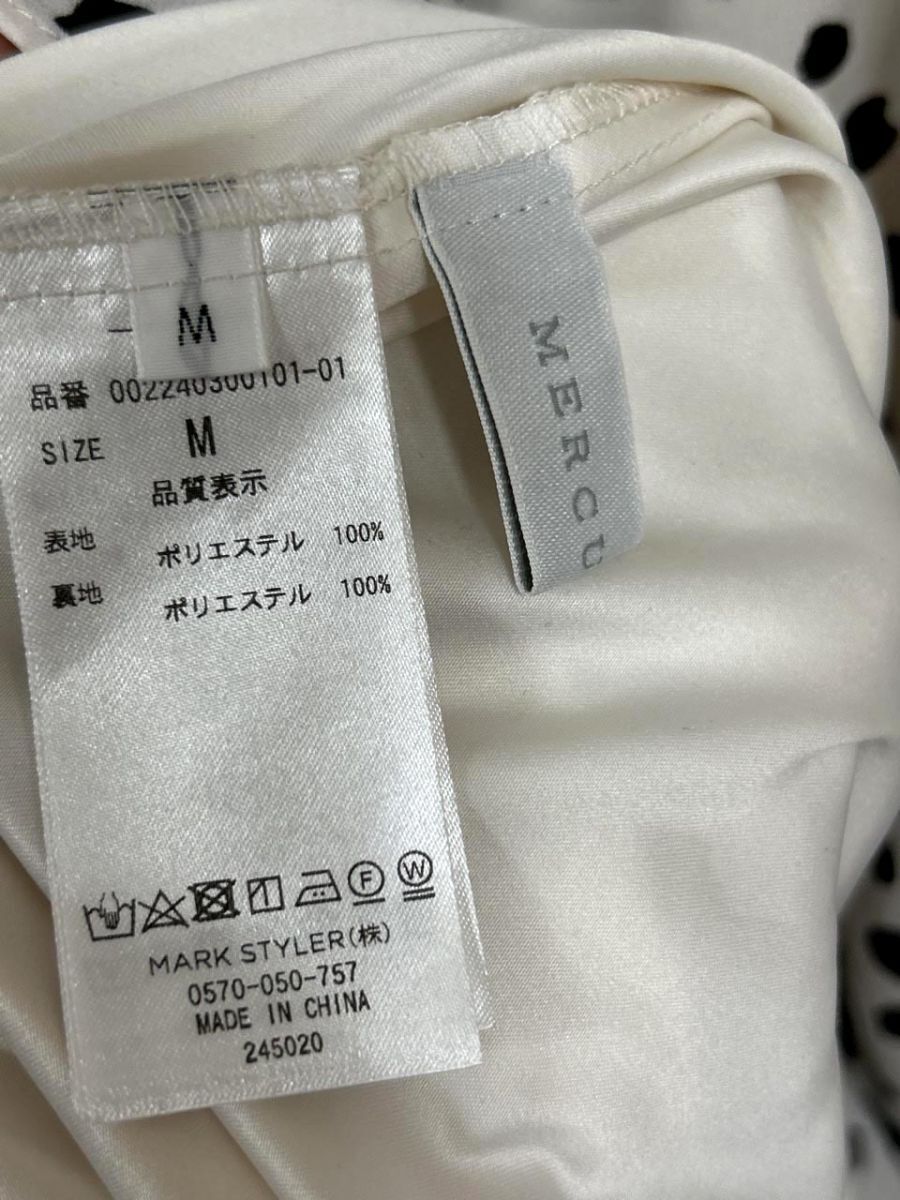 M
品番 002240300101-01
SIZE M
品質表示
表地 ポリエステル 100%
裏地 ポリエステル 100%
F W
MARK STYLER(株)
0570-050-757
MADE IN CHINA
245020
MERCU